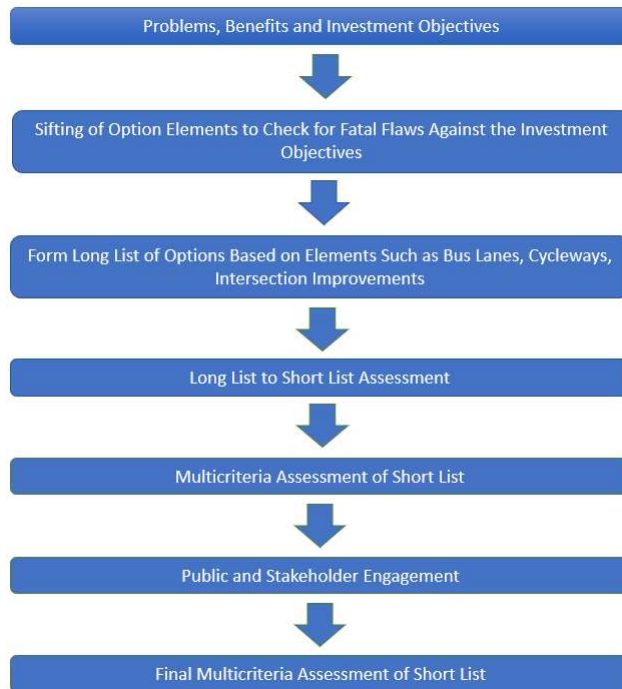 Problems, Benefits and Investment Objectives
Sifting of Option Elements to Check for Fatal Flaws Against the Investment
Objectives
Form Long List of Options Based on Elements Such as Bus Lanes, Cycleways,
Intersection Improvements
Long List to Short List Assessment
Multicriteria Assessment of Short List
Public and Stakeholder Engagement
Final Multicriteria Assessment of Short List